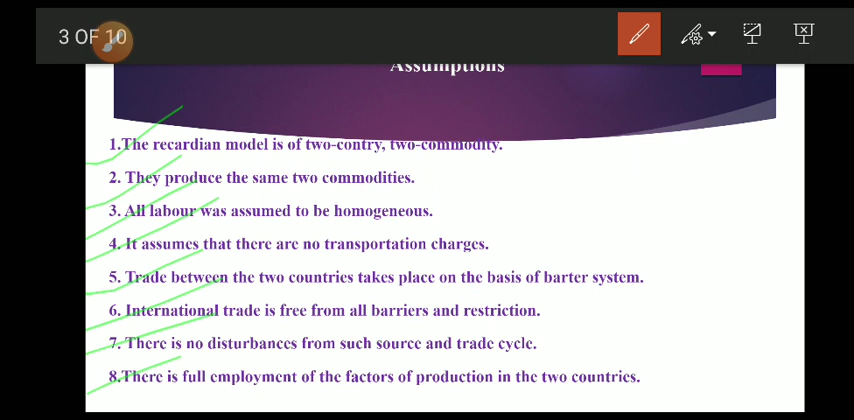 3 OF 10
Assumptions
1.The recardian model is of two-contry, two-commodity.
2. They produce the same two commodities.
3. All labour was assumed to be homogeneous.
4. It assumes that there are no transportation charges.
5. Trade between the two countries takes place on the basis of barter system.
6. International trade is free from all barriers and restriction.
7. There is no disturbances from such source and trade cycle.
8.There is full employment of the factors of production in the two countries.